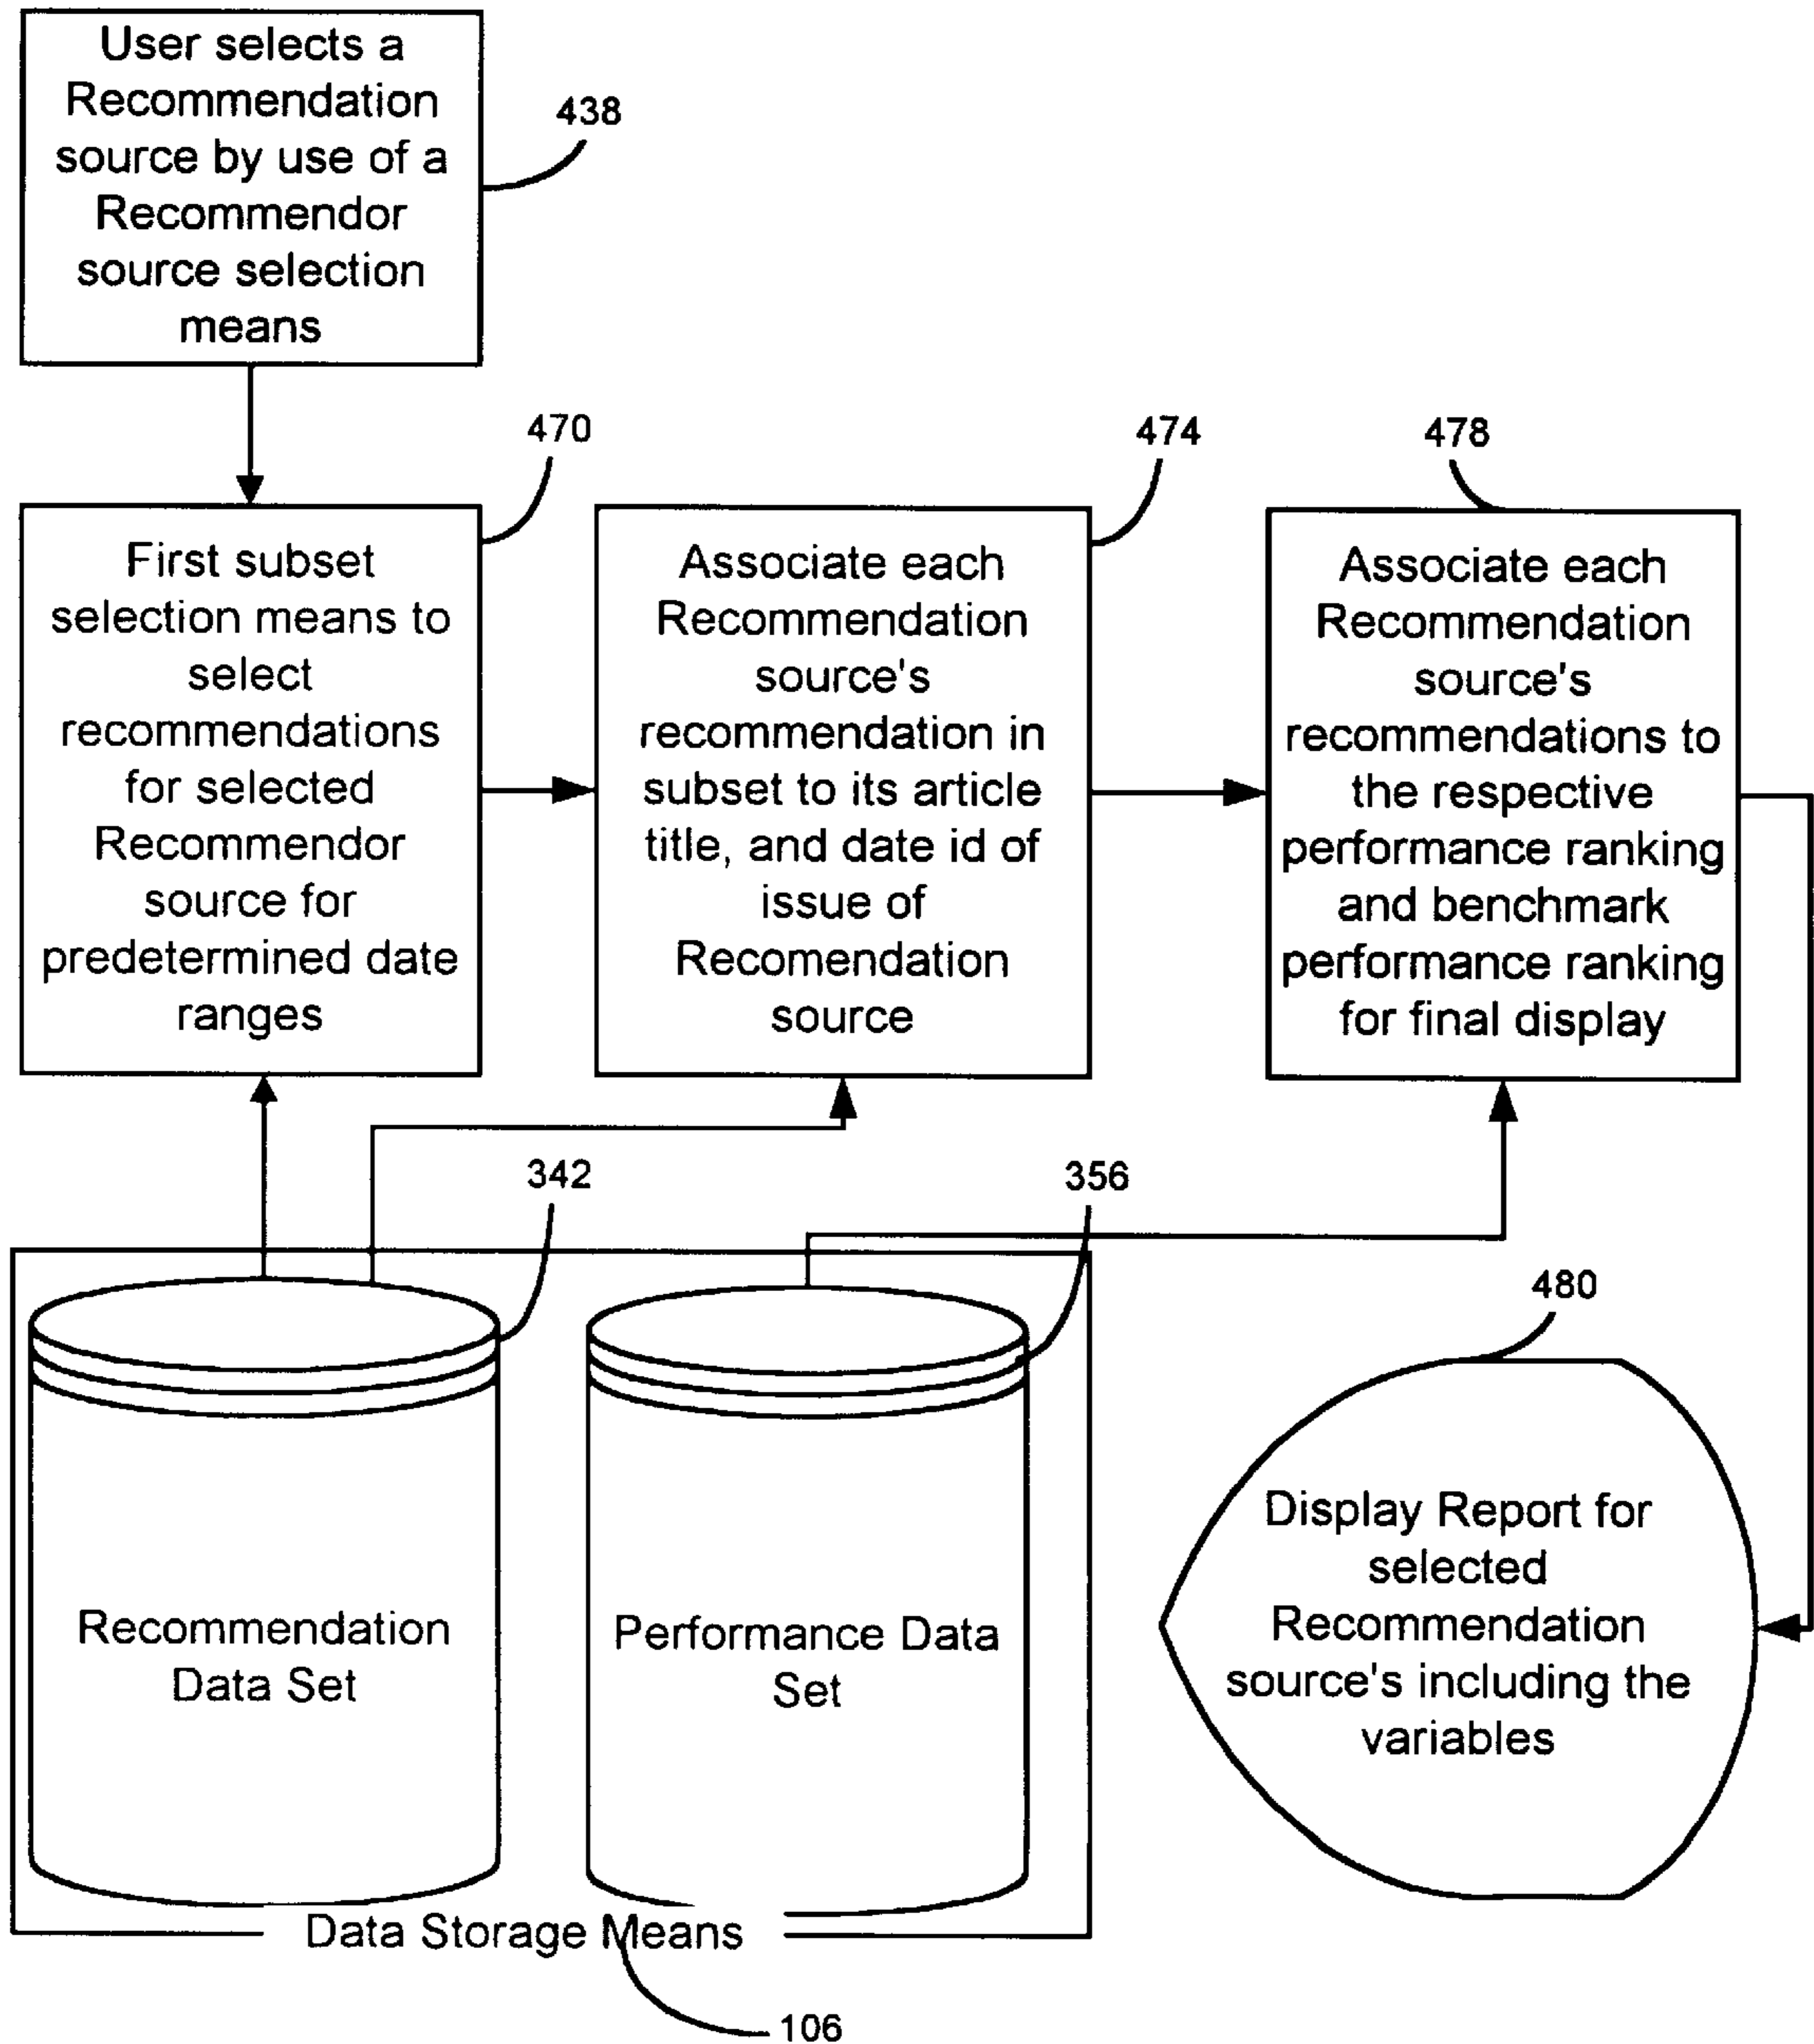 User selects a
Recommendation
source by use of a
Recommendor
source selection
means
438
470
First subset
selection means to
select
recommendations
for selected
Recommendor
source for
predetermined date
ranges
474
Associate each
Recommendation
source's
recommendation in
subset to its article
title, and date id of
issue of
Recomendation
source
478
Associate each
Recommendation
source's
recommendations to
the respective
performance ranking
and benchmark
performance ranking
for final display
342
Recommendation
Data Set
356
Performance Data
Set
Data Storage Means
106
480
Display Report for
selected
Recommendation
source's including the
variables